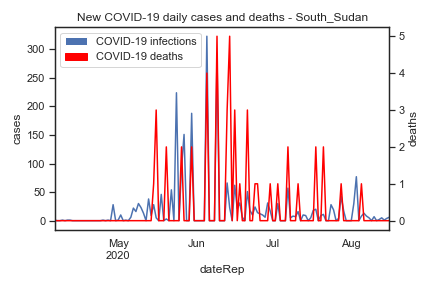 New COVID-19 daily cases and deaths - South_Sudan
COVID-19 infections
COVID-19 deaths
300
250
200
150
100
50
0
cases
5
4
3
2
1
0
deaths
May
2020
Jun
Jul
Aug
dateRep